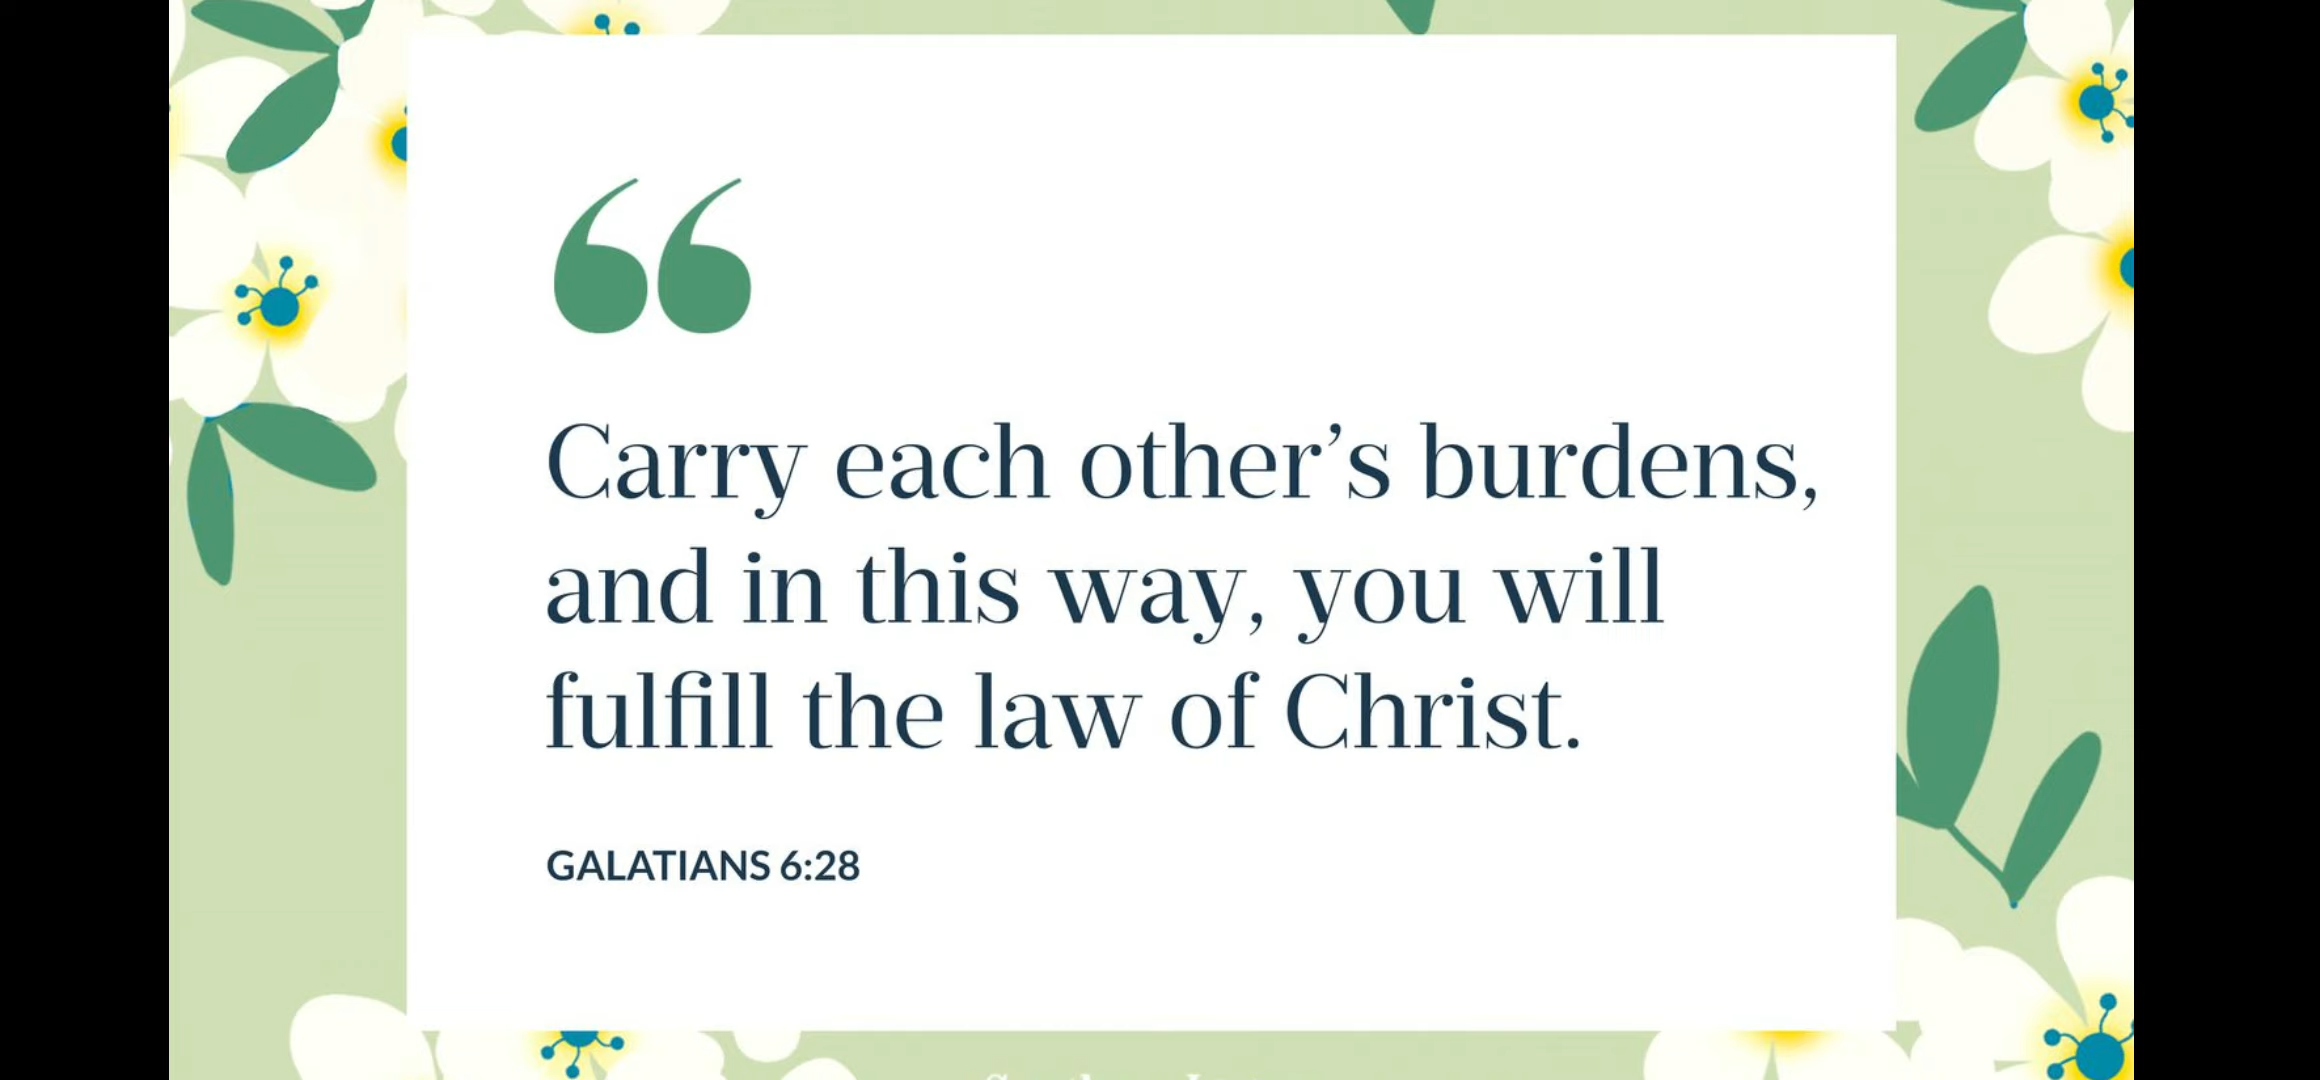 “
Carry each other’s burdens,
and in this way, you will
fulfill the law of Christ.
GALATIANS 6:28